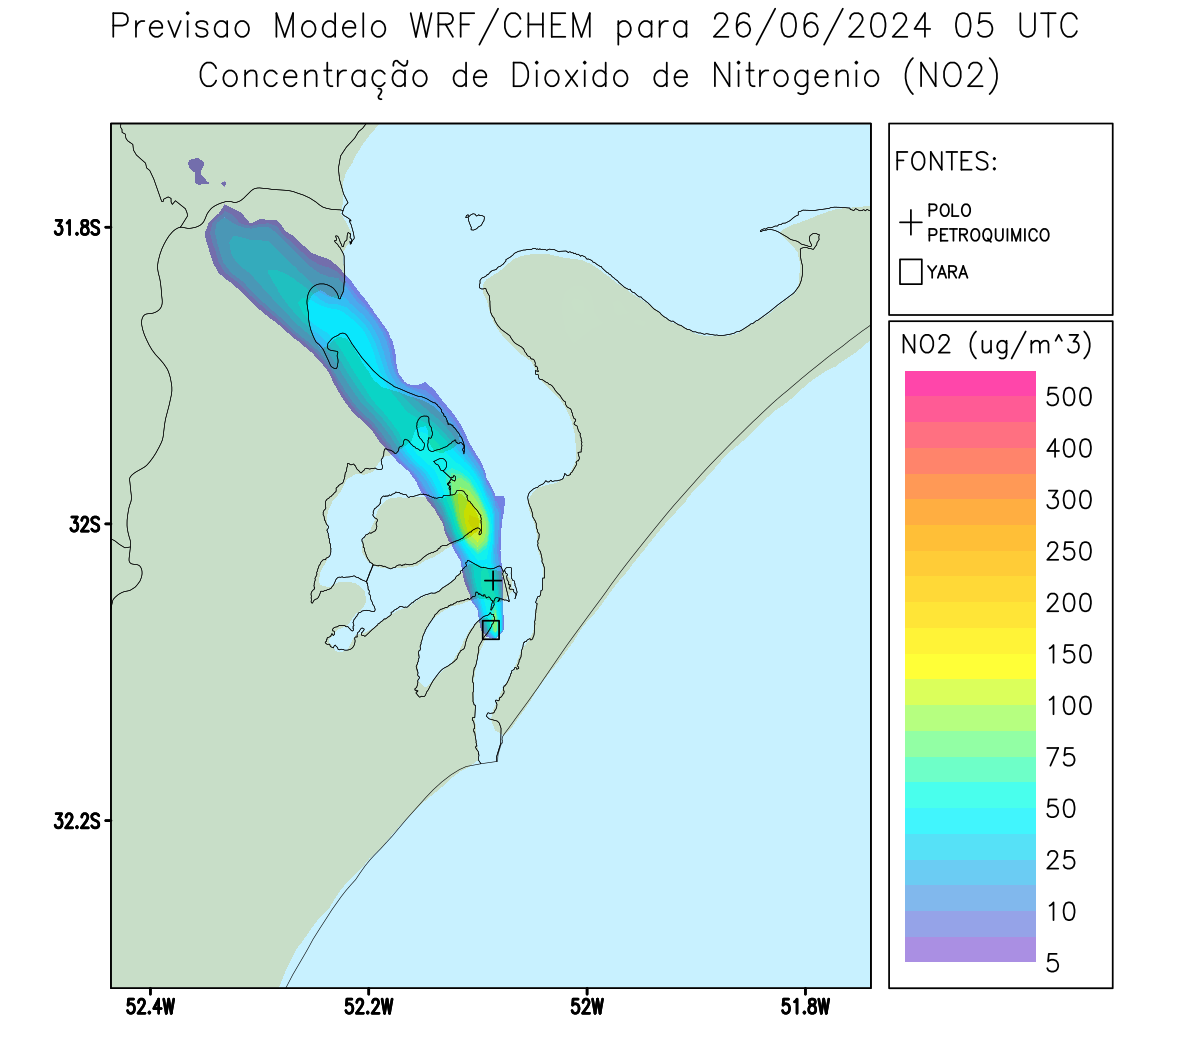 Previsao Modelo WRF/CHEM para 26/06/2024 05 UTC
Concentração de Dioxido de Nitrogenio (NO2)
FONTES:
POLO
PETROQUIMICO
YARA
NO2 (ug/m^3)
500
400
300
250
200
150
100
75
50
25
10
5
31.8S
32S
32.2S
52.4W
52.2W
52W
51.8W